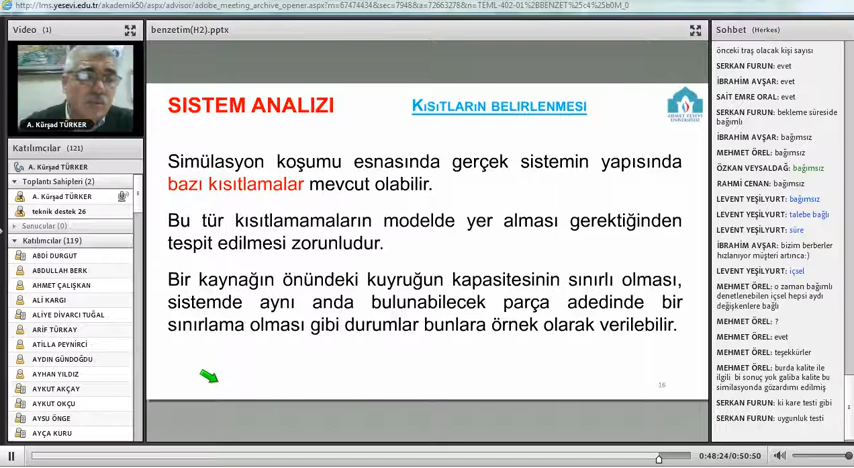 http://lms.yesevi.edu.tr/akademik50/aspx/advisor/adobe_meeting_archive_opener.aspx?m=67474434&sec=7948&a=72663278&n=TEML-402-01%2BBENZET%25c4%25b0M_0
Video (1)
A. Kürşad TÜRKER
Katılımcılar (121)
A. Kürşad TÜRKER
Toplantı Sahipleri (2)
A. Kürşad TÜRKER
teknik destek 26
Sunucular (0)
Katılımcılar (119)
ABDİ DURGUT
ABDULLAH BERK
AHMET ÇALIŞKAN
ALİ KARGI
ALİYE DİVARCI TUĞAL
ARİF TÜRKAY
ATİLLA PEYNİRCİ
AYDIN GÜNDOĞDU
AYHAN YILDIZ
AYKUT AKÇAY
AYKUT OKÇU
AYSU ÖNGE
AYÇA KURU
benzetim(H2).pptx
SISTEM ANALIZI
KISITLARIN BELIRLENMESI
AHMET YESEVİ
ÜNİVERSİTESİ
Simülasyon koşumu esnasında gerçek sistemin yapısında
bazı kısıtlamalar mevcut olabilir.
Bu tür kısıtlamamaların modelde yer alması gerektiğinden
tespit edilmesi zorunludur.
Bir kaynağın önündeki kuyruğun kapasitesinin sınırlı olması,
sistemde aynı anda bulunabilecek parça adedinde bir
sınırlama olması gibi durumlar bunlara örnek olarak verilebilir.
16
Sohbet (Herkes)
önceki traş olacak kişi sayısı
SERKAN FURUN: evet
İBRAHİM AVŞAR: evet
SAİT EMRE ORAL: evet
SERKAN FURUN: bekleme süreside
bağımlı
İBRAHİM AVŞAR: bağımsız
MEHMET ÖREL: bağımsız
ÖZKAN VEYSALDAĞ: bağımsız
RAHMİ CENAN: bağımsız
LEVENT YEŞİLYURT: bağımsız
LEVENT YEŞİLYURT: talebe bağlı
LEVENT YEŞİLYURT: süre
İBRAHİM AVŞAR: bizim berberler
hızlanıyor müşteri artınca:)
LEVENT YEŞİLYURT: içsel
MEHMET ÖREL: o zaman bağımlı
denetlenebilen içsel hepsi aydı
değişkenlere bağlı
MEHMET ÖREL: ?
MEHMET ÖREL: evet
MEHMET ÖREL: teşekkürler
MEHMET ÖREL: burda kalite ile
ilgili bi sonuç yok galiba kalite bu
similasyonda gözardımı edilmiş
SERKAN FURUN: ki kare testi gibi
SERKAN FURUN: uygunluk testi
0:48:24/0:50:50